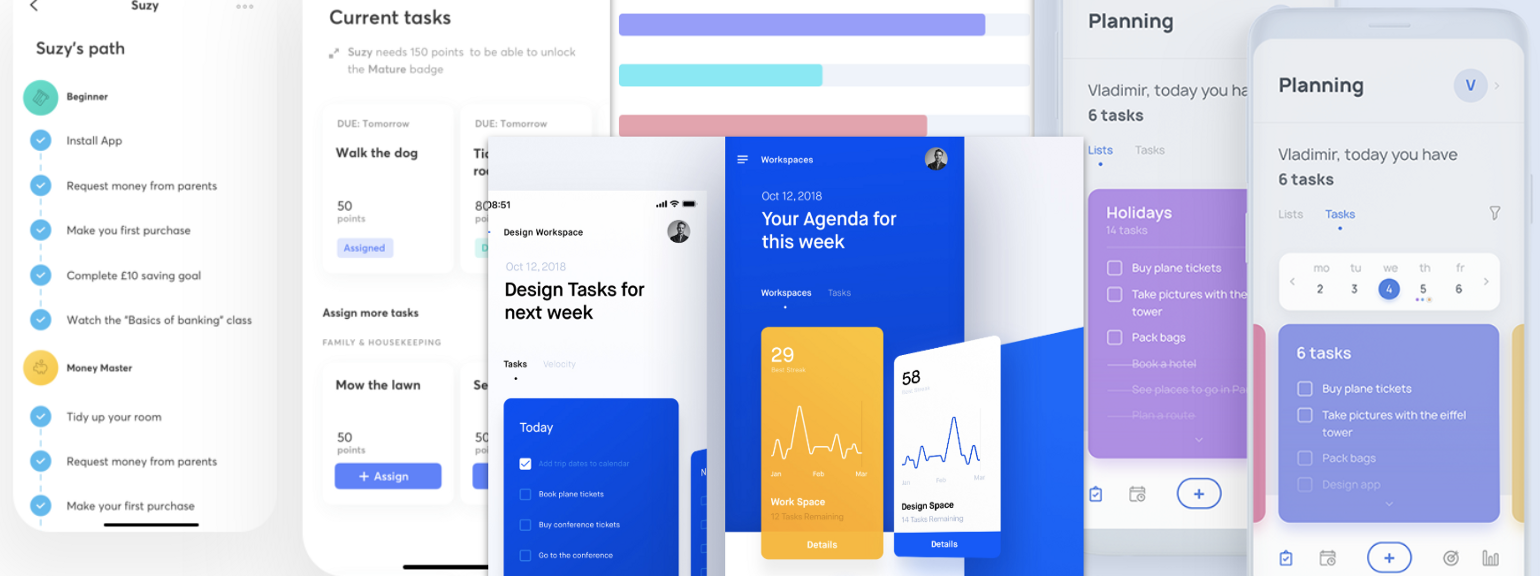 Suzy
Suzy's path
Beginner
Install App
Request money from parents
Make you first purchase
Complete £10 saving goal
Watch the "Basics of banking" class
Money Master
Tidy up your room
Request money from parents
Make your first purchase
Current tasks
Suzy needs 150 points to be able to unlock
the Mature badge
DUE: Tomorrow
Walk the dog
50
points
Assigned
DUE: Tomorrow
80
Assign more tasks
FAMILY & HOUSEKEEPING
Mow the lawn
50
points
+ Assign
Se
50
08:51
Design Workspace
Oct 12, 2018
Design Tasks for
next week
Tasks Velocity
Today
Add trip dates to calendar
Book plane tickets
Buy conference tickets
Go to the conference
N
Workspaces
Oct 12, 2018
Your Agenda for
this week
Workspaces Tasks
29
Jan Feb Mar
Work Space
12 Tasks Remaining
Details
58
Jan Feb Mar
Design Space
14 Tasks Remaining
Details
Planning
Vladimir, today you ha
6 tasks
Lists Tasks
Holidays
14 tasks
Buy plane tickets
Take pictures with the
tower
Pack bags
Book a hotel
See places to go in Pa
Plan a route
+
Planning
V
Vladimir, today you have
6 tasks
Lists Tasks
mo tu we th fr
2 3 4 5 6
6 tasks
Buy plane tickets
Take pictures with the eiffel
tower
Pack bags
Design app
+